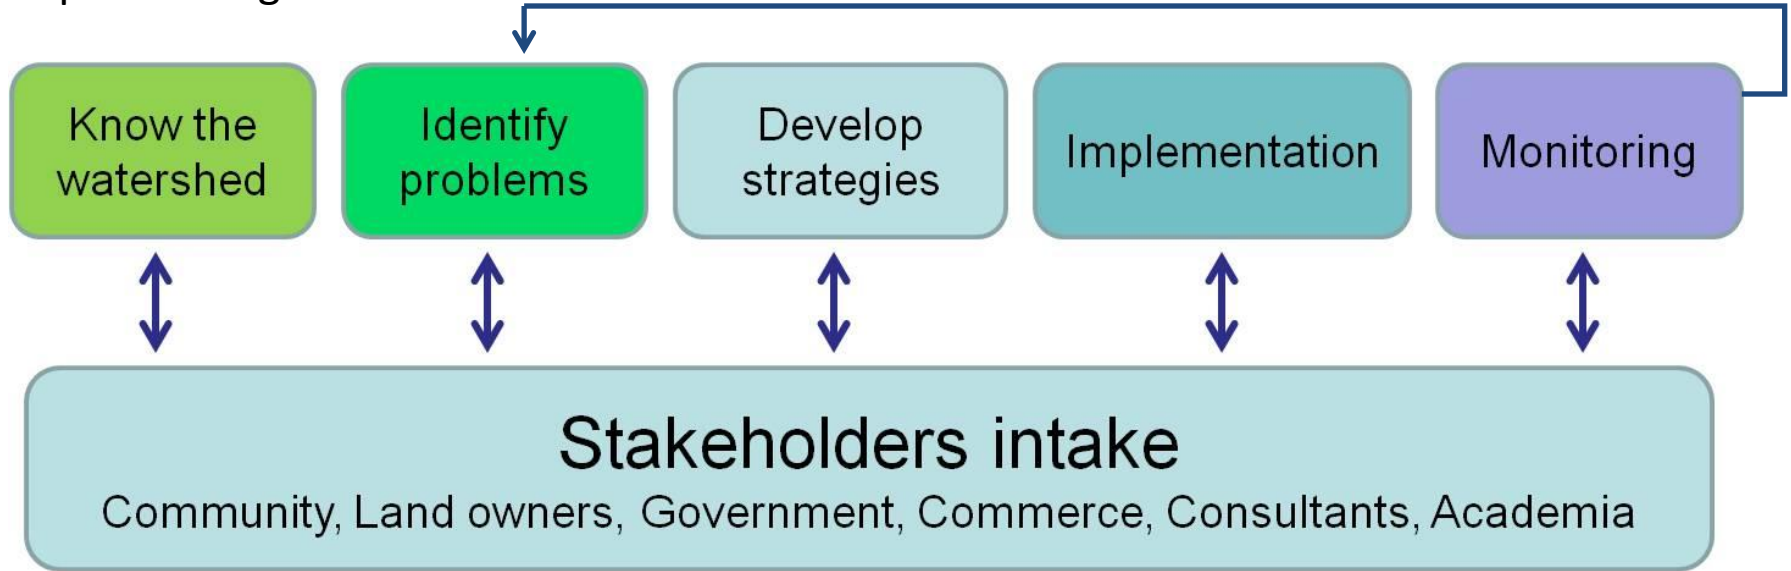 Know the
watershed
Identify
problems
Develop
strategies
Implementation
Monitoring
Stakeholders intake
Community, Land owners, Government, Commerce, Consultants, Academia